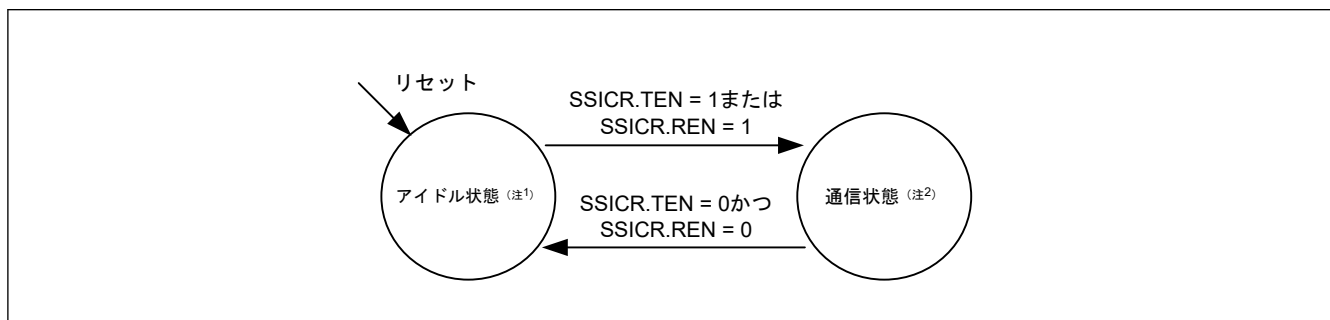 リセット
SSICR.TEN = 1または
SSICR.REN = 1
アイドル状態（注1）
通信状態（注2）
SSICR.TEN = 0かつ
SSICR.REN = 0